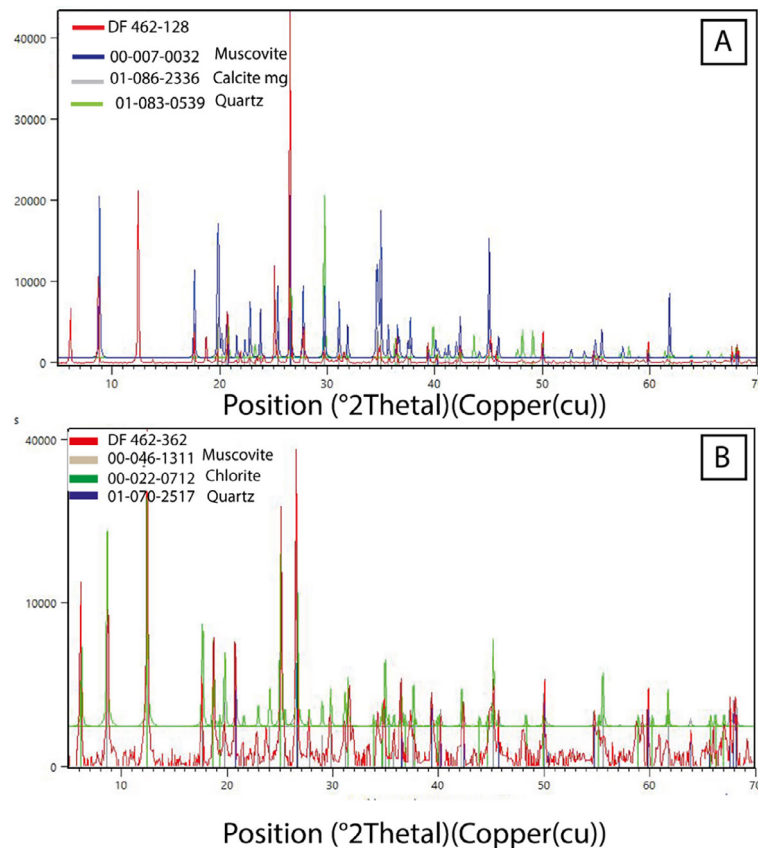 DF 462-128
A
40000
00-007-0032 Muscovite
01-086-2336 Calcite mg
01-083-0539 Quartz
30000
20000
10000
0
10 20 30 40 50 60 70
Position (°2Thetal)(Copper(cu))
s
40000
DF 462-362
B
00-046-1311 Muscovite
00-022-0712 Chlorite
01-070-2517 Quartz
10000
0
10 20 30 40 50 60 70
Position (°2Thetal)(Copper(cu))